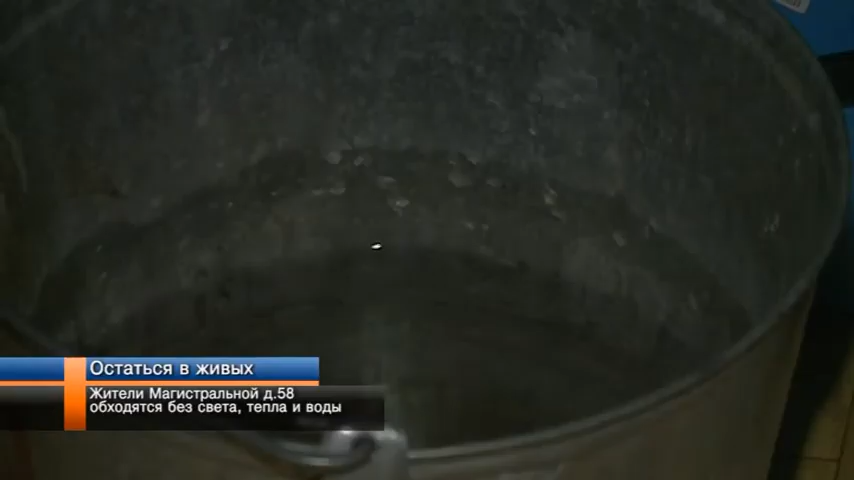 Остаться в живых
Жители Магистральной д.58
обходятся без света, тепла и воды